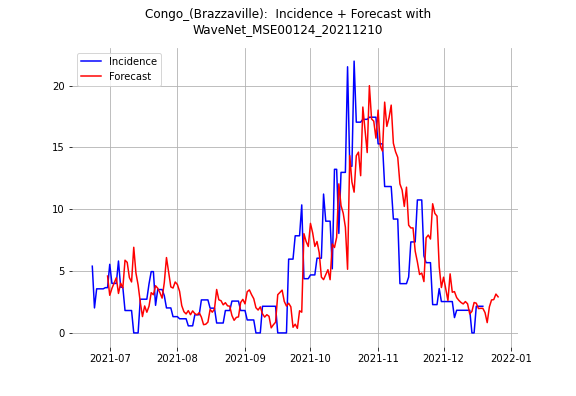 Congo_(Brazzaville):  Incidence + Forecast with
WaveNet_MSE00124_20211210
Incidence
Forecast
20
15
10
5
0
2021-07 2021-08 2021-09 2021-10 2021-11 2021-12 2022-01